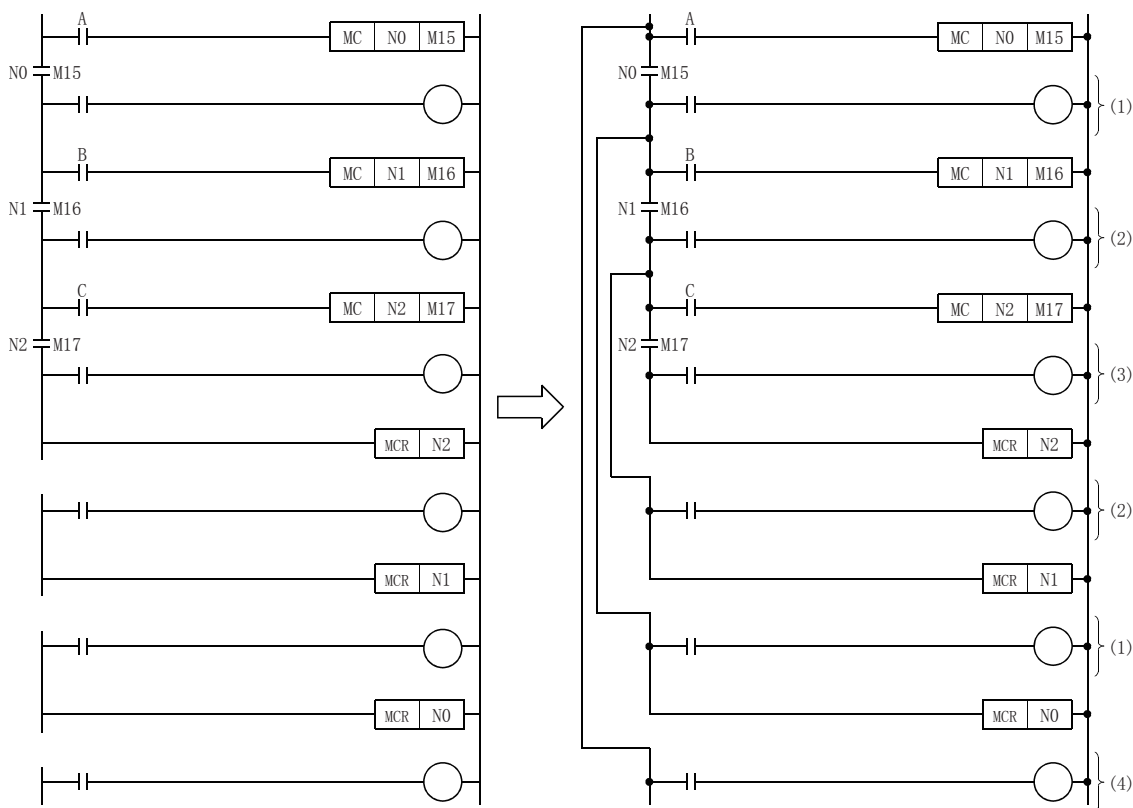 A
MC N0 M15
N0 M15
B
MC N1 M16
N1 M16
C
MC N2 M17
N2 M17
MCR N2
MCR N1
MCR N0
A
MC N0 M15
N0 M15
(1)
B
MC N1 M16
N1 M16
(2)
C
MC N2 M17
N2 M17
(3)
MCR N2
(2)
MCR N1
(1)
MCR N0
(4)